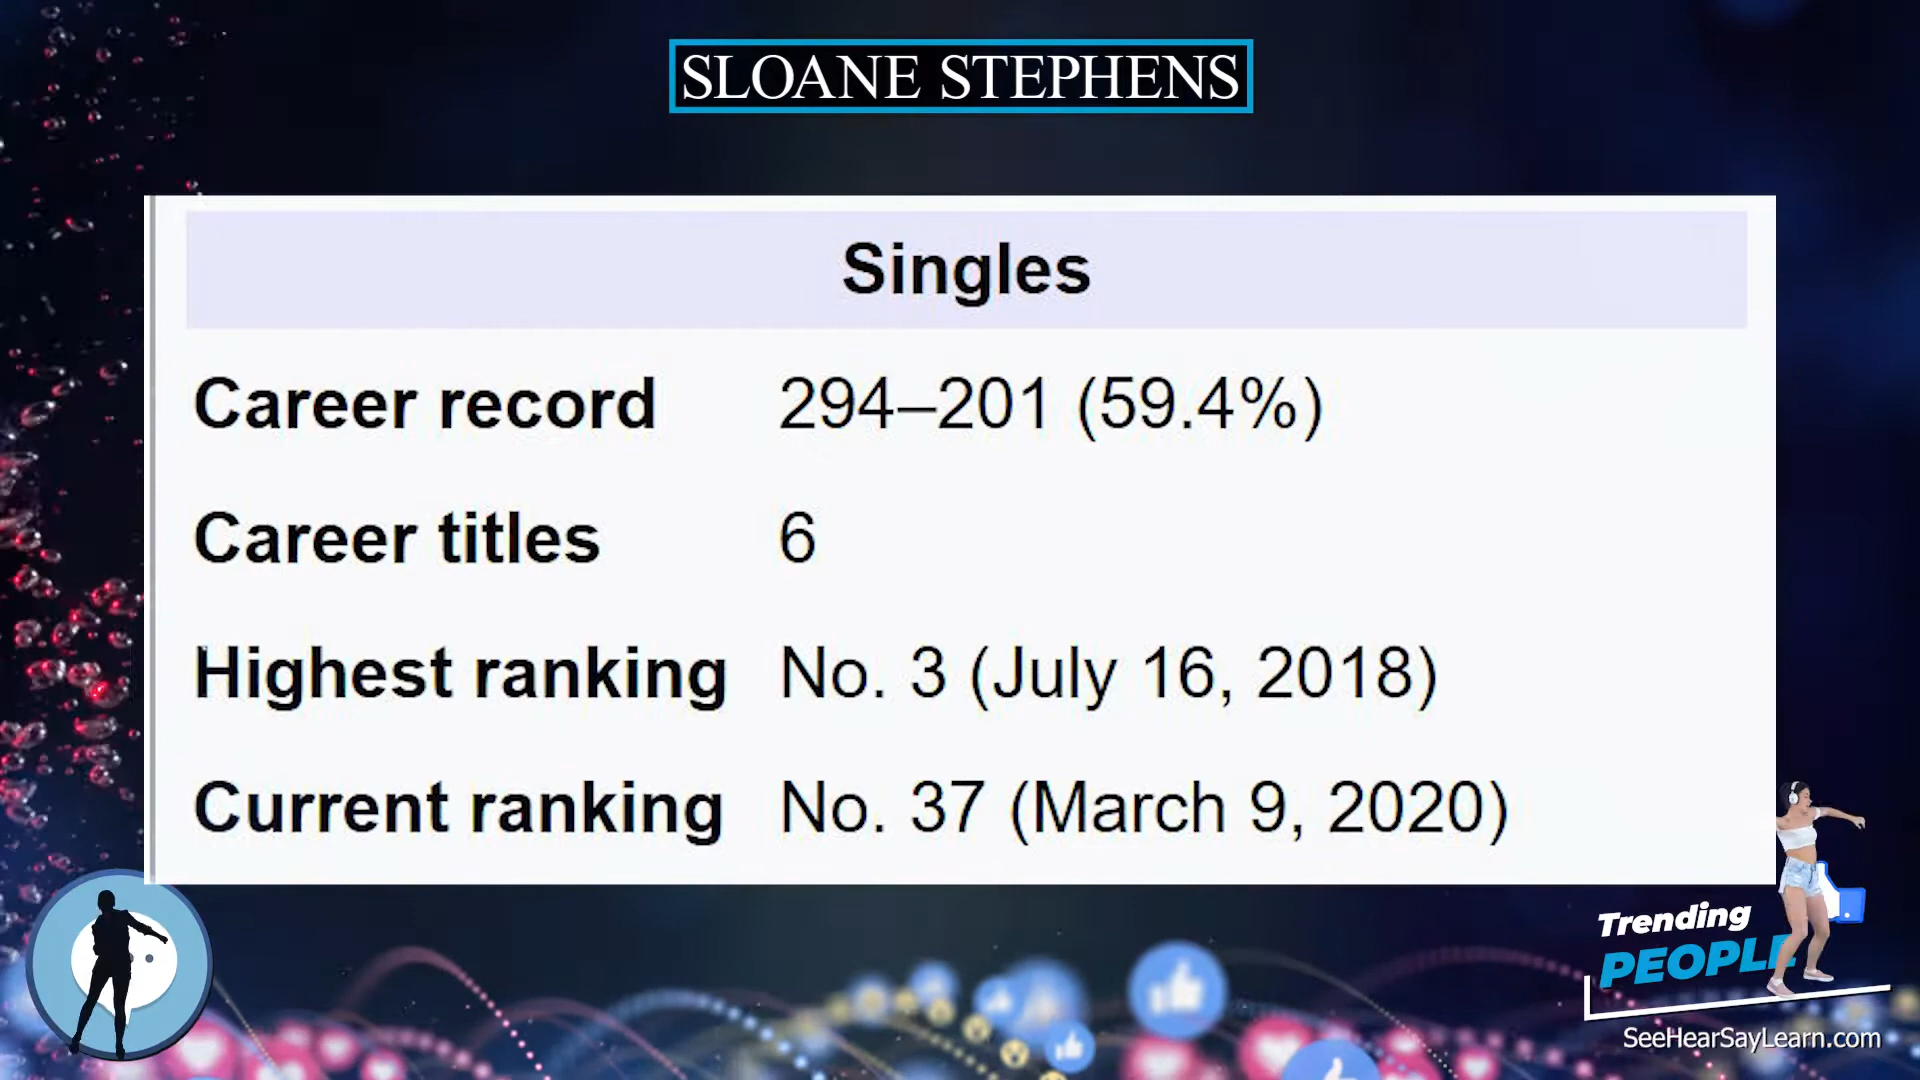 SLOANE STEPHENS
Singles
Career record 294–201 (59.4%)
Career titles 6
Highest ranking No. 3 (July 16, 2018)
Current ranking No. 37 (March 9, 2020)
Trending
PEOPLE
SeeHearSayLearn.com